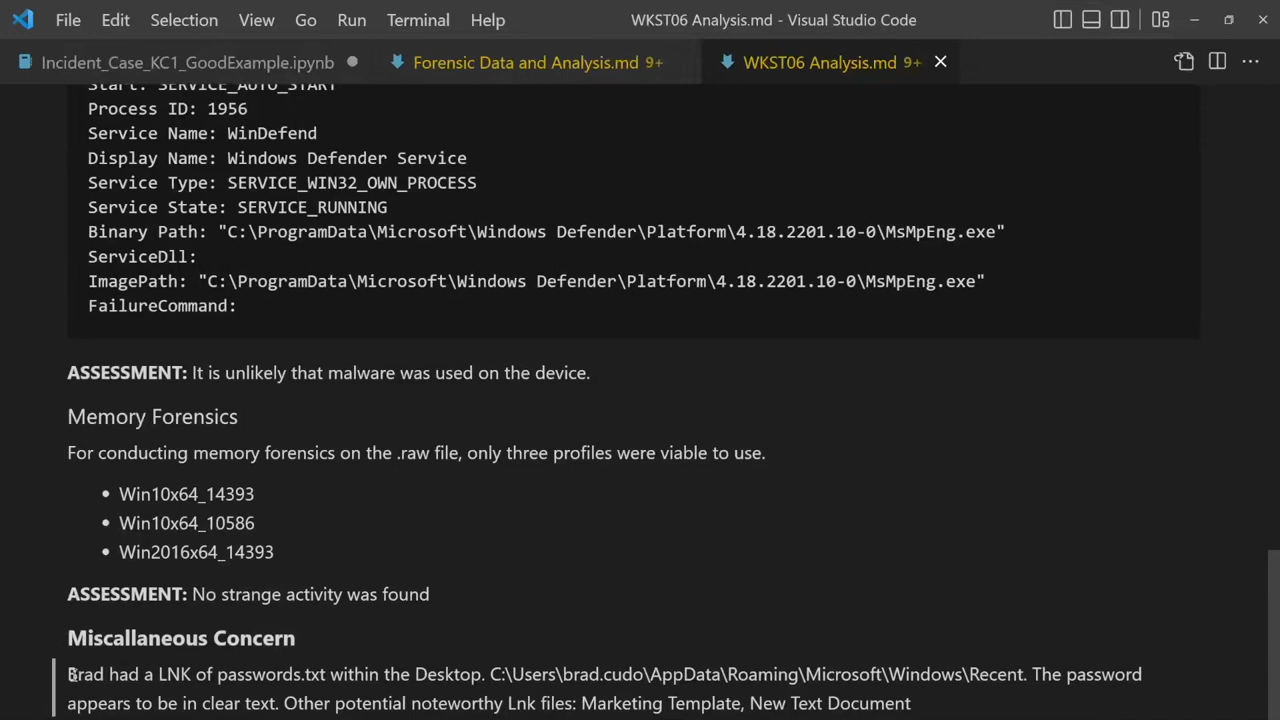 File Edit Selection View Go Run Terminal Help WKST06 Analysis.md - Visual Studio Code
Incident_Case_KC1_GoodExample.ipynb Forensic Data and Analysis.md 9+ WKST06 Analysis.md 9+
Start: SERVICE_AUTO_START
Process ID: 1956
Service Name: WinDefend
Display Name: Windows Defender Service
Service Type: SERVICE_WIN32_OWN_PROCESS
Service State: SERVICE_RUNNING
Binary Path: "C:\ProgramData\Microsoft\Windows Defender\Platform\4.18.2201.10-0\MsMpEng.exe"
ServiceDll:
ImagePath: "C:\ProgramData\Microsoft\Windows Defender\Platform\4.18.2201.10-0\MsMpEng.exe"
FailureCommand:
ASSESSMENT: It is unlikely that malware was used on the device.
Memory Forensics
For conducting memory forensics on the .raw file, only three profiles were viable to use.
• Win10x64_14393
• Win10x64_10586
• Win2016x64_14393
ASSESSMENT: No strange activity was found
Miscallaneous Concern
Brad had a LNK of passwords.txt within the Desktop. C:\Users\brad.cudo\AppData\Roaming\Microsoft\Windows\Recent. The password
appears to be in clear text. Other potential noteworthy Lnk files: Marketing Template, New Text Document